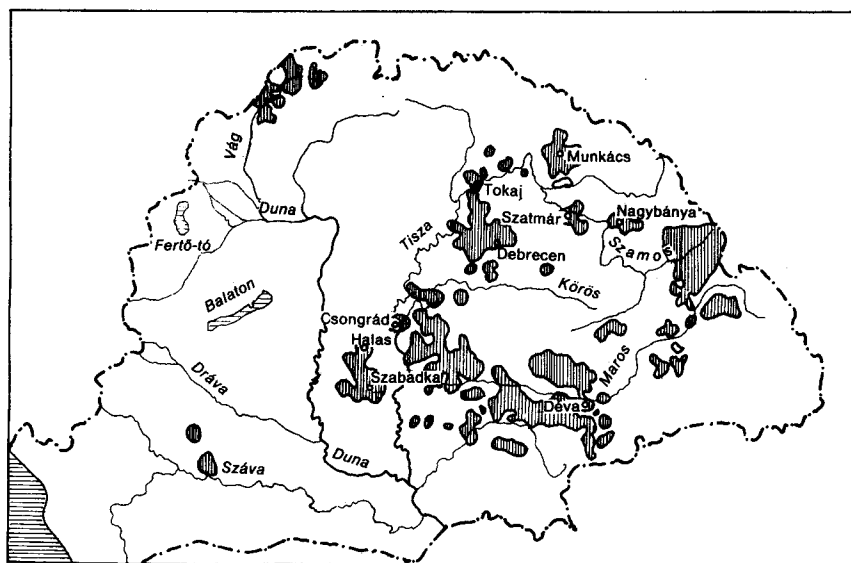 Vág
Munkács
Tokaj
Duna
Szatmár
Nagybánya
Fertő-tó
Tisza
Debrecen
Szamos
Balaton
Körös
Csongrád
Halas
Maros
Szabadka
Dráva
Déva
Duna
Száva